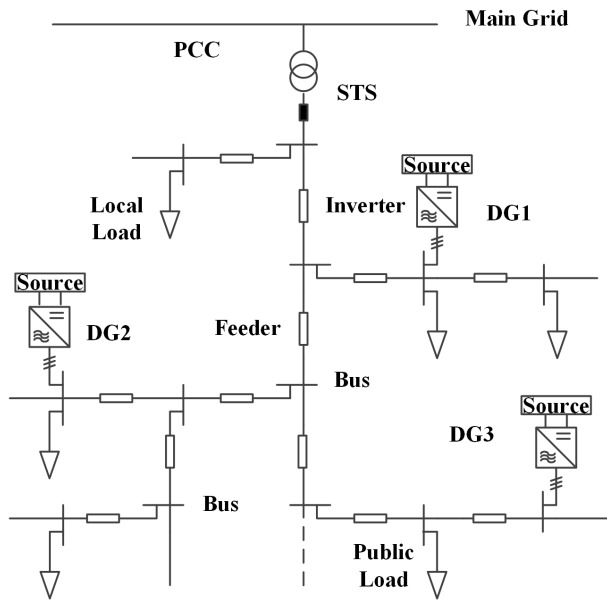 Main Grid
PCC
STS
Source
Local
Load
Inverter
DG1
Source
DG2
Feeder
Bus
Source
DG3
Bus
Public
Load